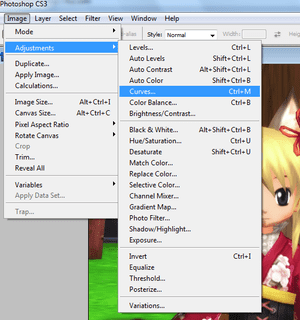 Photoshop CS3
Image Layer Select Filter View Window Help
Style: Normal Width:
Mode
Adjustments
Duplicate...
Apply Image...
Calculations...
Image Size... Alt+Ctrl+I
Canvas Size... Alt+Ctrl+C
Pixel Aspect Ratio
Rotate Canvas
Crop
Trim...
Reveal All
Variables
Apply Data Set...
Trap...
Levels... Ctrl+L
Auto Levels Shift+Ctrl+L
Auto Contrast Alt+Shift+Ctrl+L
Auto Color Shift+Ctrl+B
Curves... Ctrl+M
Color Balance... Ctrl+B
Brightness/Contrast...
Black & White... Alt+Shift+Ctrl+B
Hue/Saturation... Ctrl+U
Desaturate Shift+Ctrl+U
Match Color...
Replace Color...
Selective Color...
Channel Mixer...
Gradient Map...
Photo Filter...
Shadow/Highlight...
Exposure...
Invert Ctrl+I
Equalize
Threshold...
Posterize...
Variations...